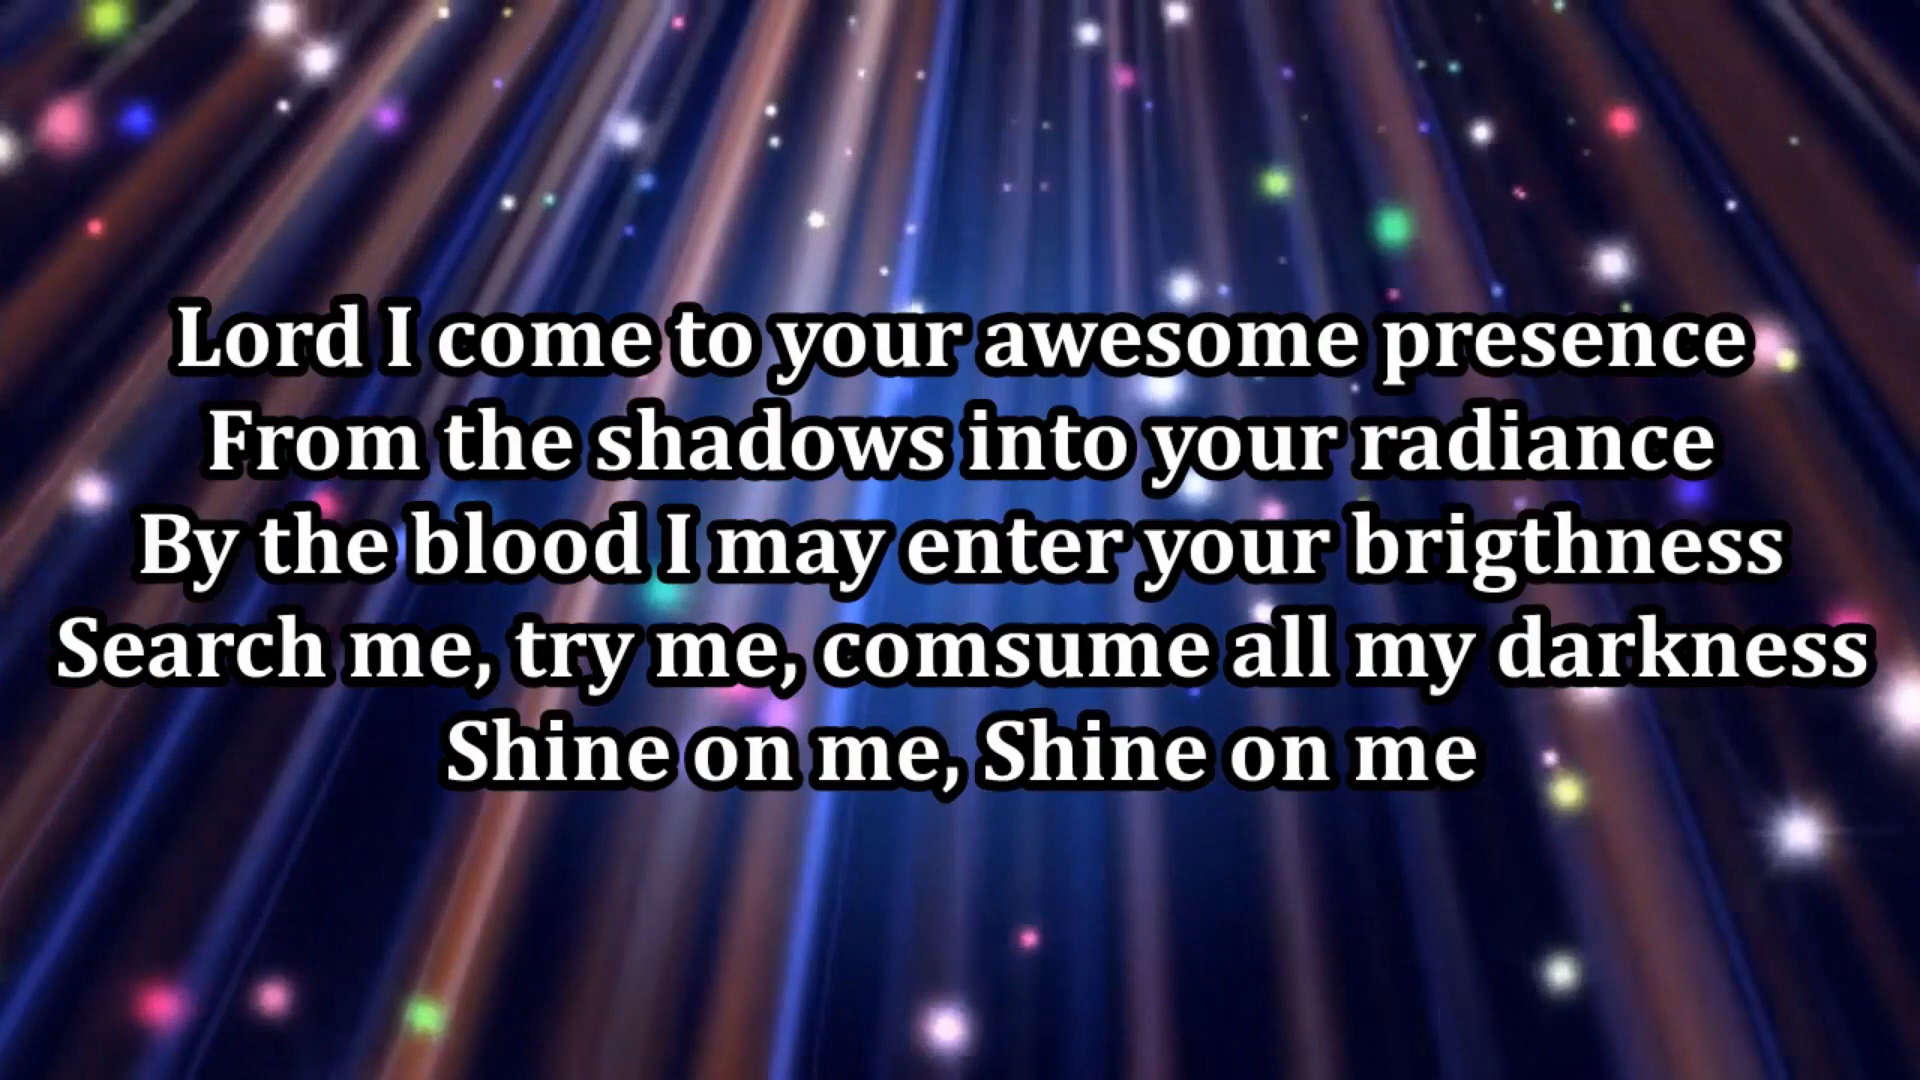 Lord I come to your awesome presence
From the shadows into your radiance
By the blood I may enter your brigthness
Search me, try me, comsume all my darkness
Shine on me, Shine on me